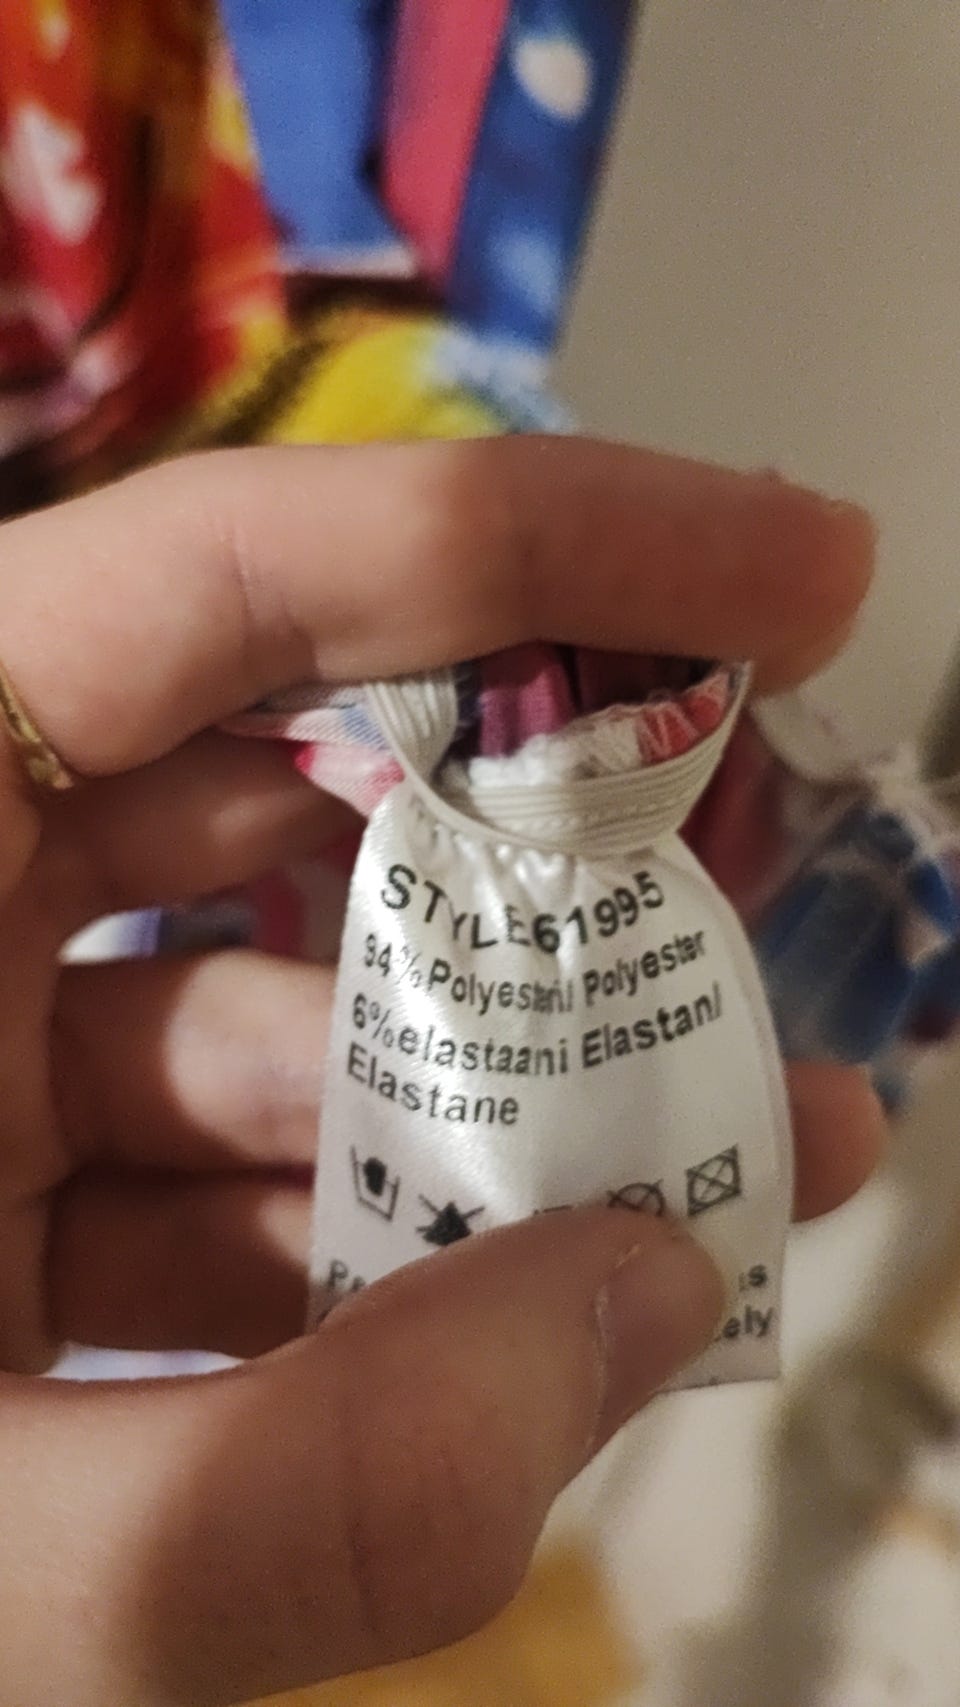 STYLE61995
94%Polyesteri/ Polyester
6%elastaani Elastan/
Elastane